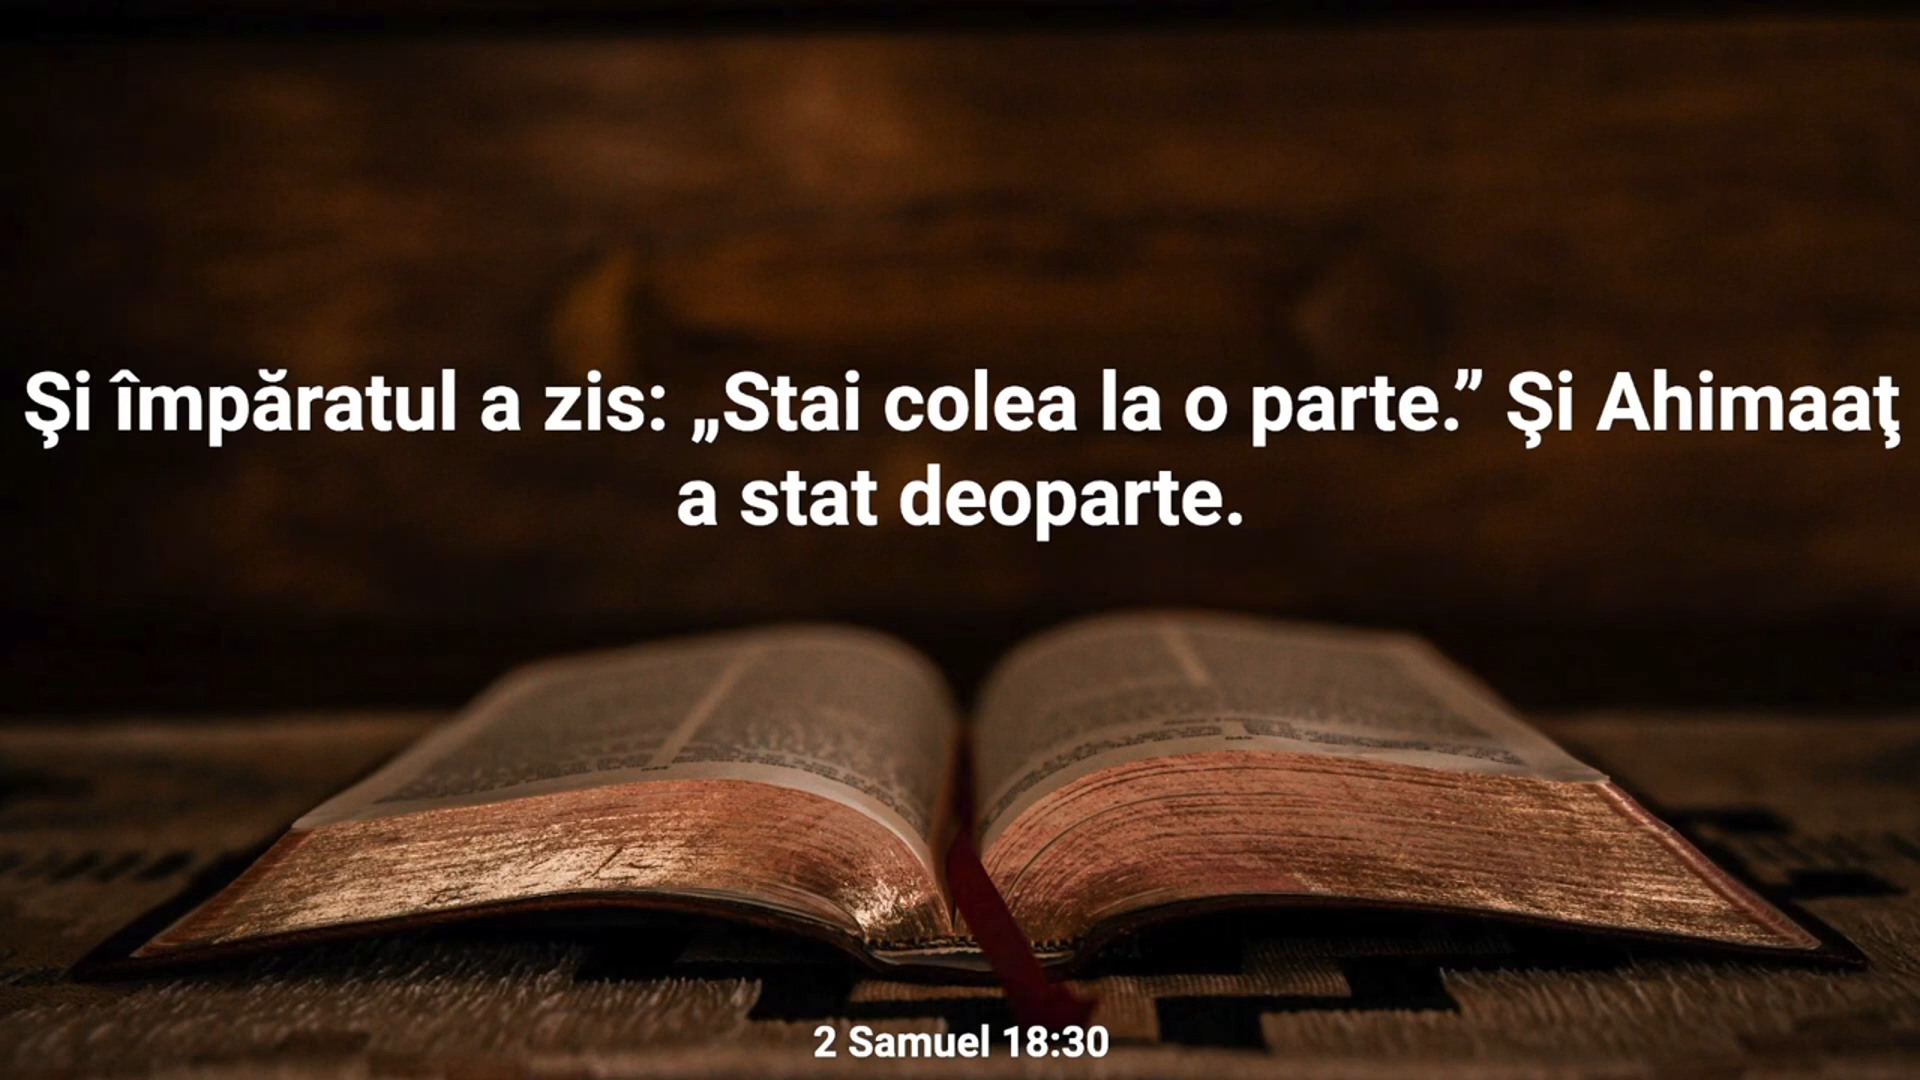 Şi împăratul a zis: „Stai colea la o parte.” Şi Ahimaaţ
a stat deoparte.
2 Samuel 18:30